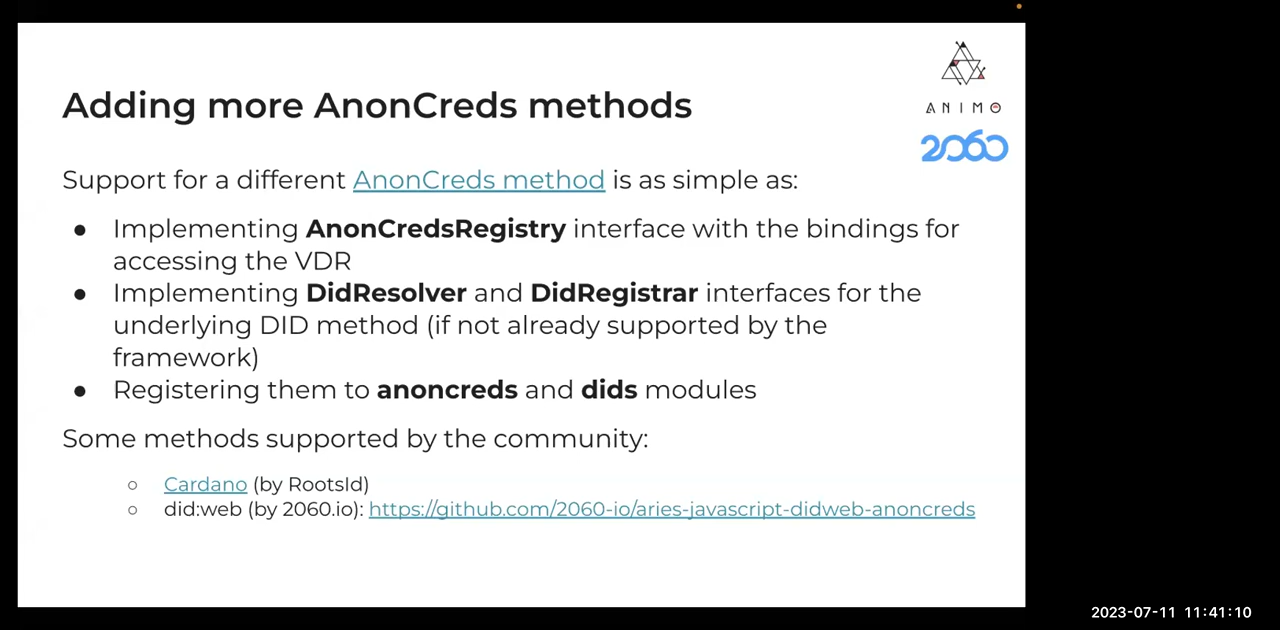 ANIMO
2060
Adding more AnonCreds methods
Support for a different AnonCreds method is as simple as:
● Implementing AnonCredsRegistry interface with the bindings for
accessing the VDR
● Implementing DidResolver and DidRegistrar interfaces for the
underlying DID method (if not already supported by the
framework)
● Registering them to anoncreds and dids modules
Some methods supported by the community:
○ Cardano (by RootsId)
○ did:web (by 2060.io): https://github.com/2060-io/aries-javascript-didweb-anoncreds
2023-07-11 11:41:10